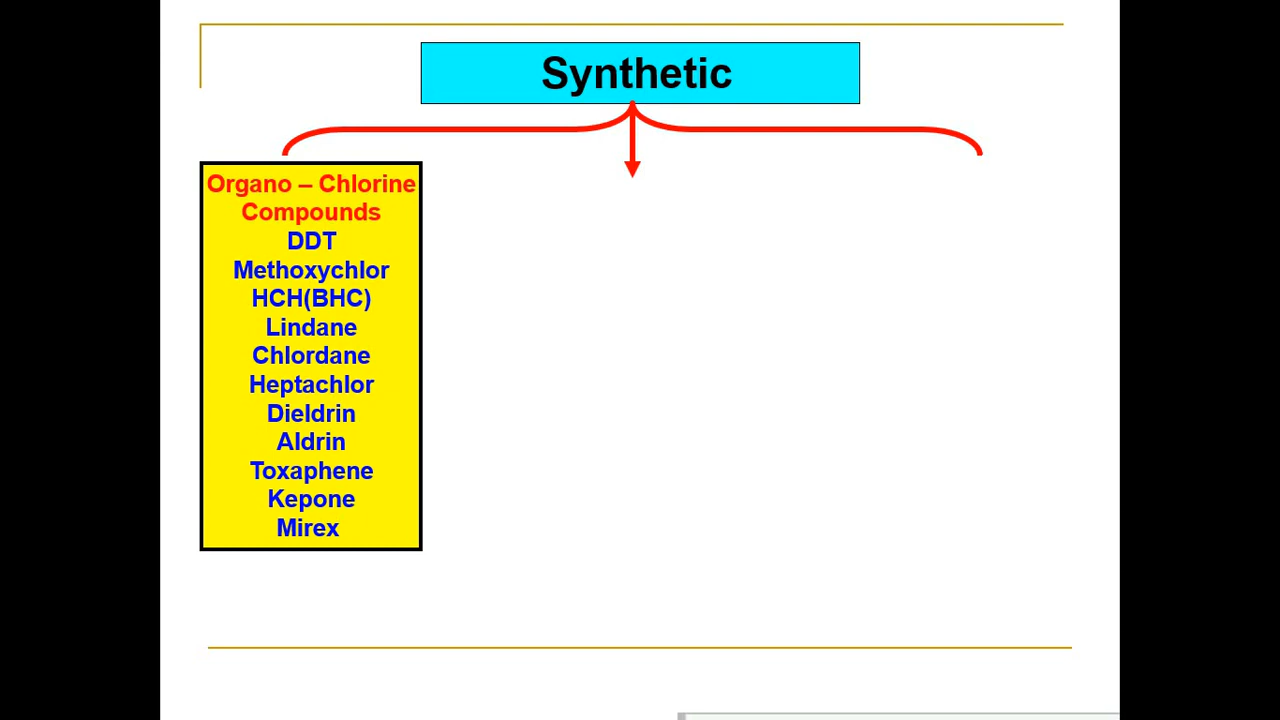 Synthetic
Organo – Chlorine
Compounds
DDT
Methoxychlor
HCH(BHC)
Lindane
Chlordane
Heptachlor
Dieldrin
Aldrin
Toxaphene
Kepone
Mirex